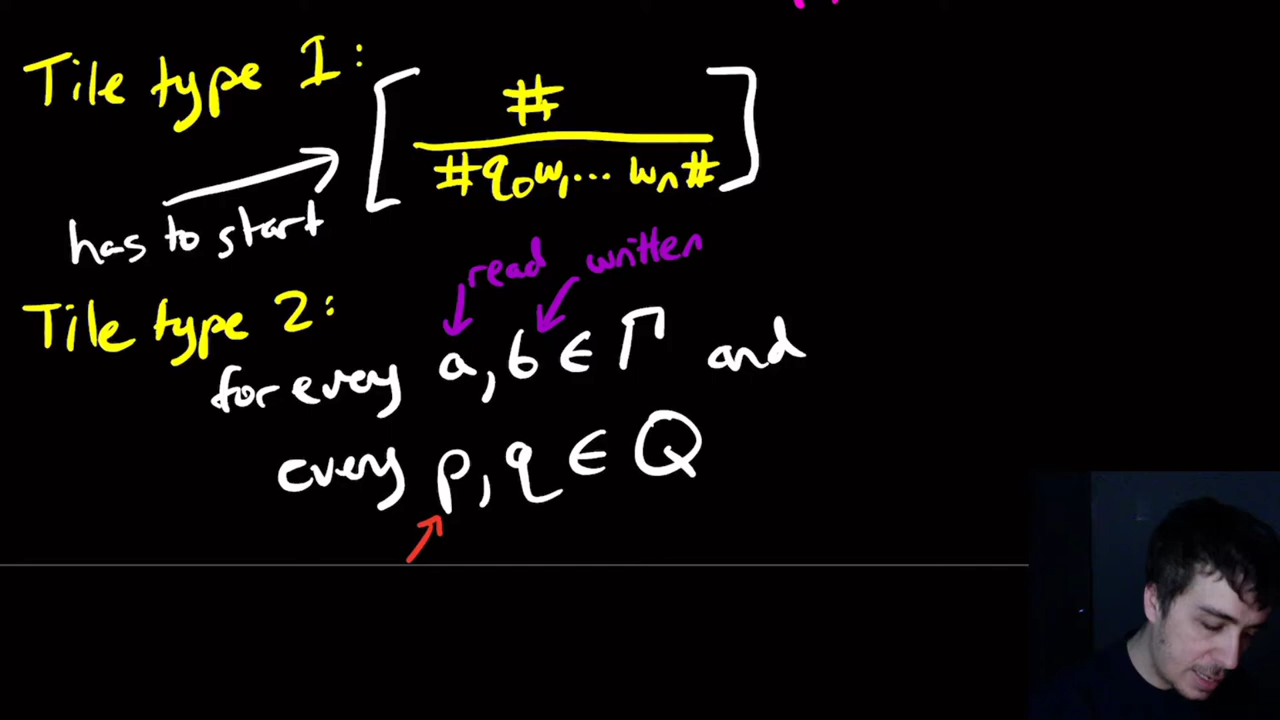 Tile type 1:
#
#q₀w₁... wₙ#
has to start
read written
Tile type 2:
for every a, b ∈ Γ and
every p, q ∈ Q